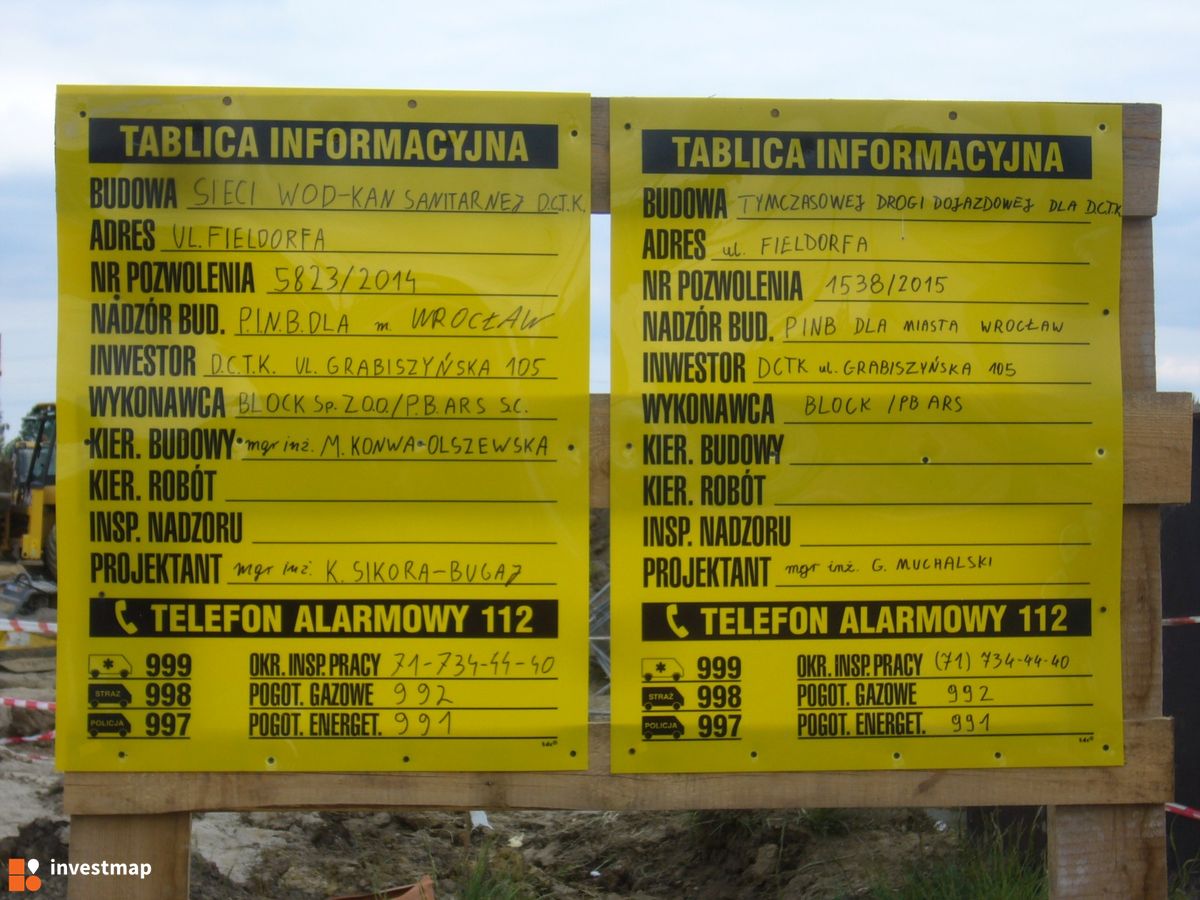 TABLICA INFORMACYJNA
BUDOWA SIECI WOD-KAN SANITARNEJ D.C.T.K.
ADRES UL. FIELDORFA
NR POZWOLENIA 5823/2014
NADZÓR BUD. P.I.N.B. DLA m. WROCŁAW
INWESTOR D.C.T.K. UL. GRABISZYŃSKA 105
WYKONAWCA BLOCK Sp. Z O.O./P.B. ARS S.C.
KIER. BUDOWY mgr inż. M. KONWA-OLSZEWSKA
KIER. ROBÓT
INSP. NADZORU
PROJEKTANT mgr inż. K. SIKORA-BUGAJ
TELEFON ALARMOWY 112
999 OKR. INSP. PRACY 71-734-44-40
STRAŻ 998 POGOT. GAZOWE 992
POLICJA 997 POGOT. ENERGET. 991
TABLICA INFORMACYJNA
BUDOWA TYMCZASOWEJ DROGI DOJAZDOWEJ DLA D.C.T.K
ADRES ul. FIELDORFA
NR POZWOLENIA 1538/2015
NADZÓR BUD. PINB DLA MIASTA WROCŁAW
INWESTOR DCTK ul. GRABISZYŃSKA 105
WYKONAWCA BLOCK /PB ARS
KIER. BUDOWY
KIER. ROBÓT
INSP. NADZORU
PROJEKTANT mgr inż. G. MUCHALSKI
TELEFON ALARMOWY 112
999 OKR. INSP. PRACY (71) 734-44-40
STRAŻ 998 POGOT. GAZOWE 992
POLICJA 997 POGOT. ENERGET. 991
investmap